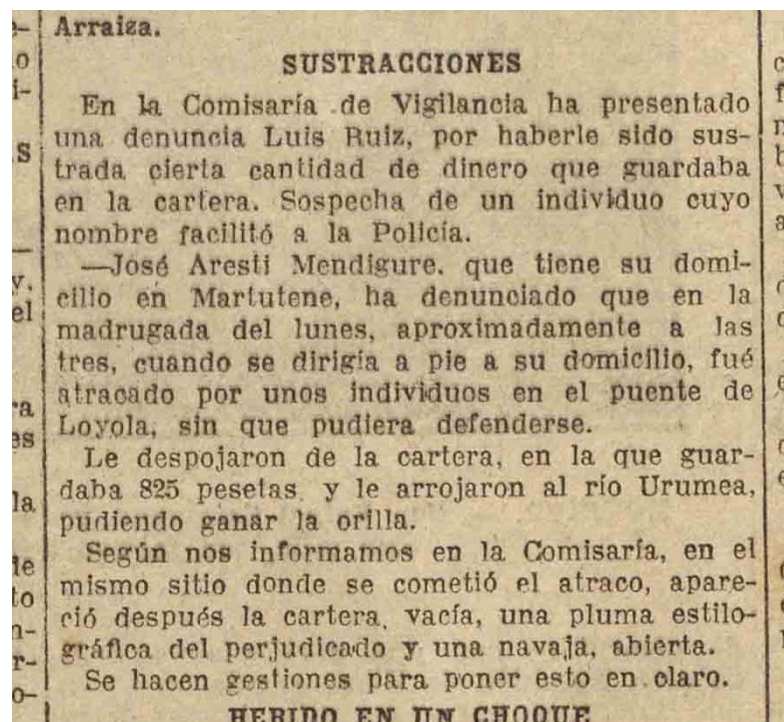 Arraiza.
SUSTRACCIONES
En la Comisaría de Vigilancia ha presentado
una denuncia Luis Ruiz, por haberle sido sus-
trada cierta cantidad de dinero que guardaba
en la cartera. Sospecha de un individuo cuyo
nombre facilitó a la Policía.
—José Aresti Mendigure. que tiene su domi-
cilio en Martutene, ha denunciado que en la
madrugada del lunes, aproximadamente a las
tres, cuando se dirigía a pie a su domicilio, fué
atracado por unos individuos en el puente de
Loyola, sin que pudiera defenderse.
Le despojaron de la cartera, en la que guar-
daba 825 pesetas. y le arrojaron al río Urumea,
pudiendo ganar la orilla.
Según nos informamos en la Comisaría, en el
mismo sitio donde se cometió el atraco, apare-
ció después la cartera, vacía, una pluma estilo-
gráfica del perjudicado y una navaja, abierta.
Se hacen gestiones para poner esto en claro.
HERIDO EN UN CHOQUE